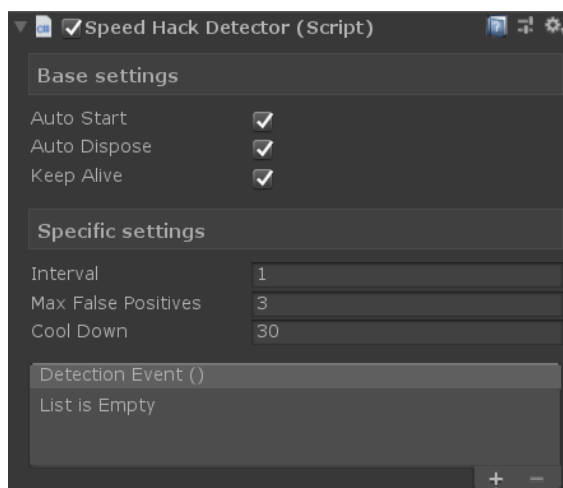 Speed Hack Detector (Script)
Base settings
Auto Start
Auto Dispose
Keep Alive
Specific settings
Interval 1
Max False Positives 3
Cool Down 30
Detection Event ()
List is Empty